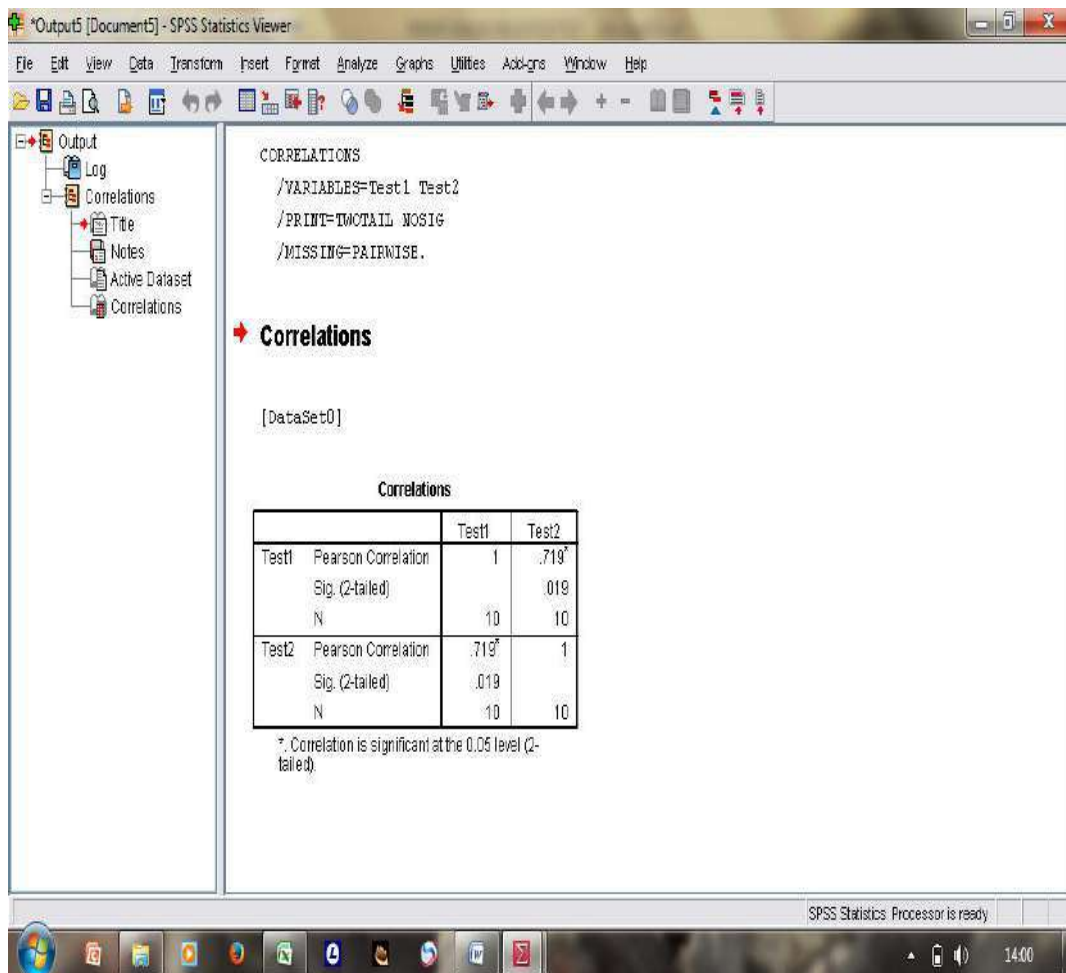 *Output5 [Document5] - SPSS Statistics Viewer
File Edit View Data Transform Insert Format Analyze Graphs Utilities Add-ons Window Help
Output
Log
Correlations
Title
Notes
Active Dataset
Correlations
CORRELATIONS
/VARIABLES=Test1 Test2
/PRINT=TWOTAIL NOSIG
/MISSING=PAIRWISE.
Correlations
[DataSet0]
Correlations
Test1 Test2
Test1 Pearson Correlation 1 .719*
Sig. (2-tailed) .019
N 10 10
Test2 Pearson Correlation .719* 1
Sig. (2-tailed) .019
N 10 10
*. Correlation is significant at the 0.05 level (2-
tailed).
SPSS Statistics Processor is ready
14:00